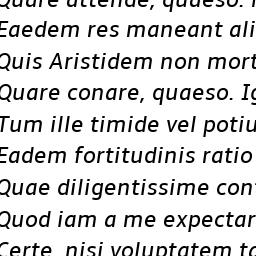 Quare attende, quaeso.
Eaedem res maneant ali
Quis Aristidem non mort
Quare conare, quaeso. Ig
Tum ille timide vel potiu
Eadem fortitudinis ratio
Quae diligentissime con
Quod iam a me expectar
Certe, nisi voluptatem ta